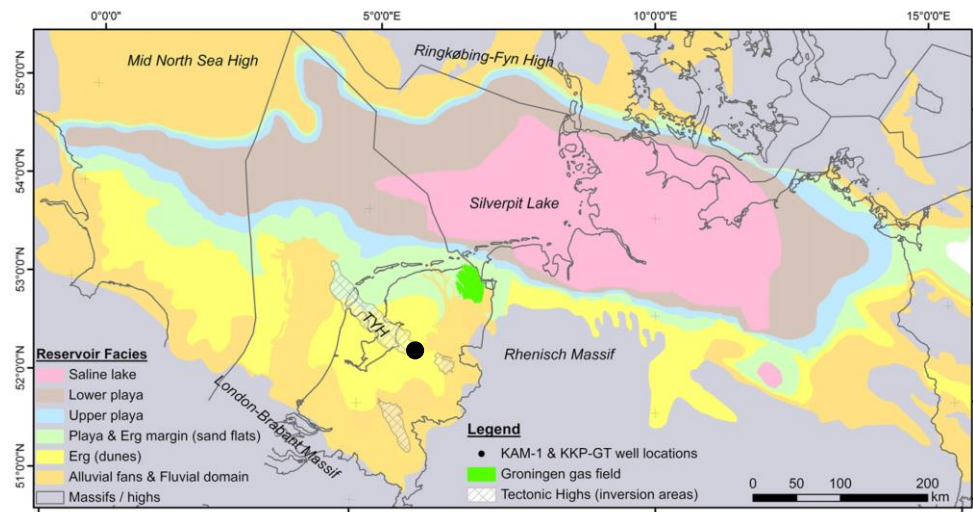 0°0'0" 5°0'0"E 10°0'0"E 15°0'0"E
Mid North Sea High
Ringkøbing-Fyn High
55°0'0"N
54°0'0"N
Silverpit Lake
53°0'0"N
TYH
Rhenisch Massif
52°0'0"N
London-Brabant Massif
51°0'0"N
Reservoir Facies
Saline lake
Lower playa
Upper playa
Playa & Erg margin (sand flats)
Erg (dunes)
Alluvial fans & Fluvial domain
Massifs / highs
Legend
KAM-1 & KKP-GT well locations
Groningen gas field
Tectonic Highs (inversion areas)
0 50 100 200
km